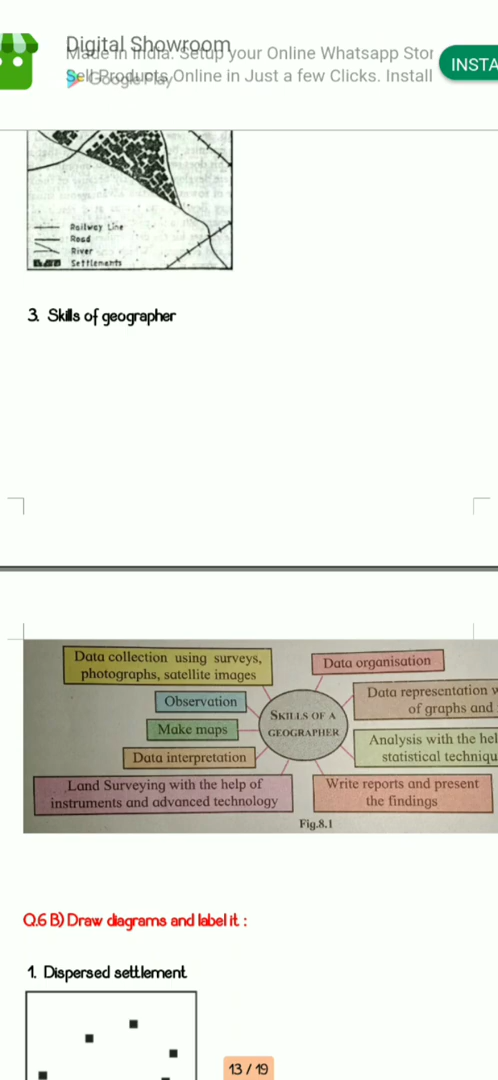 Digital Showroom
Made in India. Setup your Online Whatsapp Stor
Sell Products Online in Just a few Clicks. Install
Google Play
INSTA
Railway Line
Road
River
Settlements
3. Skills of geographer
Data collection using surveys,
photographs, satellite images
Data organisation
Observation
Data representation w
of graphs and
SKILLS OF A
GEOGRAPHER
Make maps
Analysis with the hel
statistical techniqu
Data interpretation
Land Surveying with the help of
instruments and advanced technology
Write reports and present
the findings
Fig.8.1
Q.6 B) Draw diagrams and label it :
1. Dispersed settlement
13 / 19